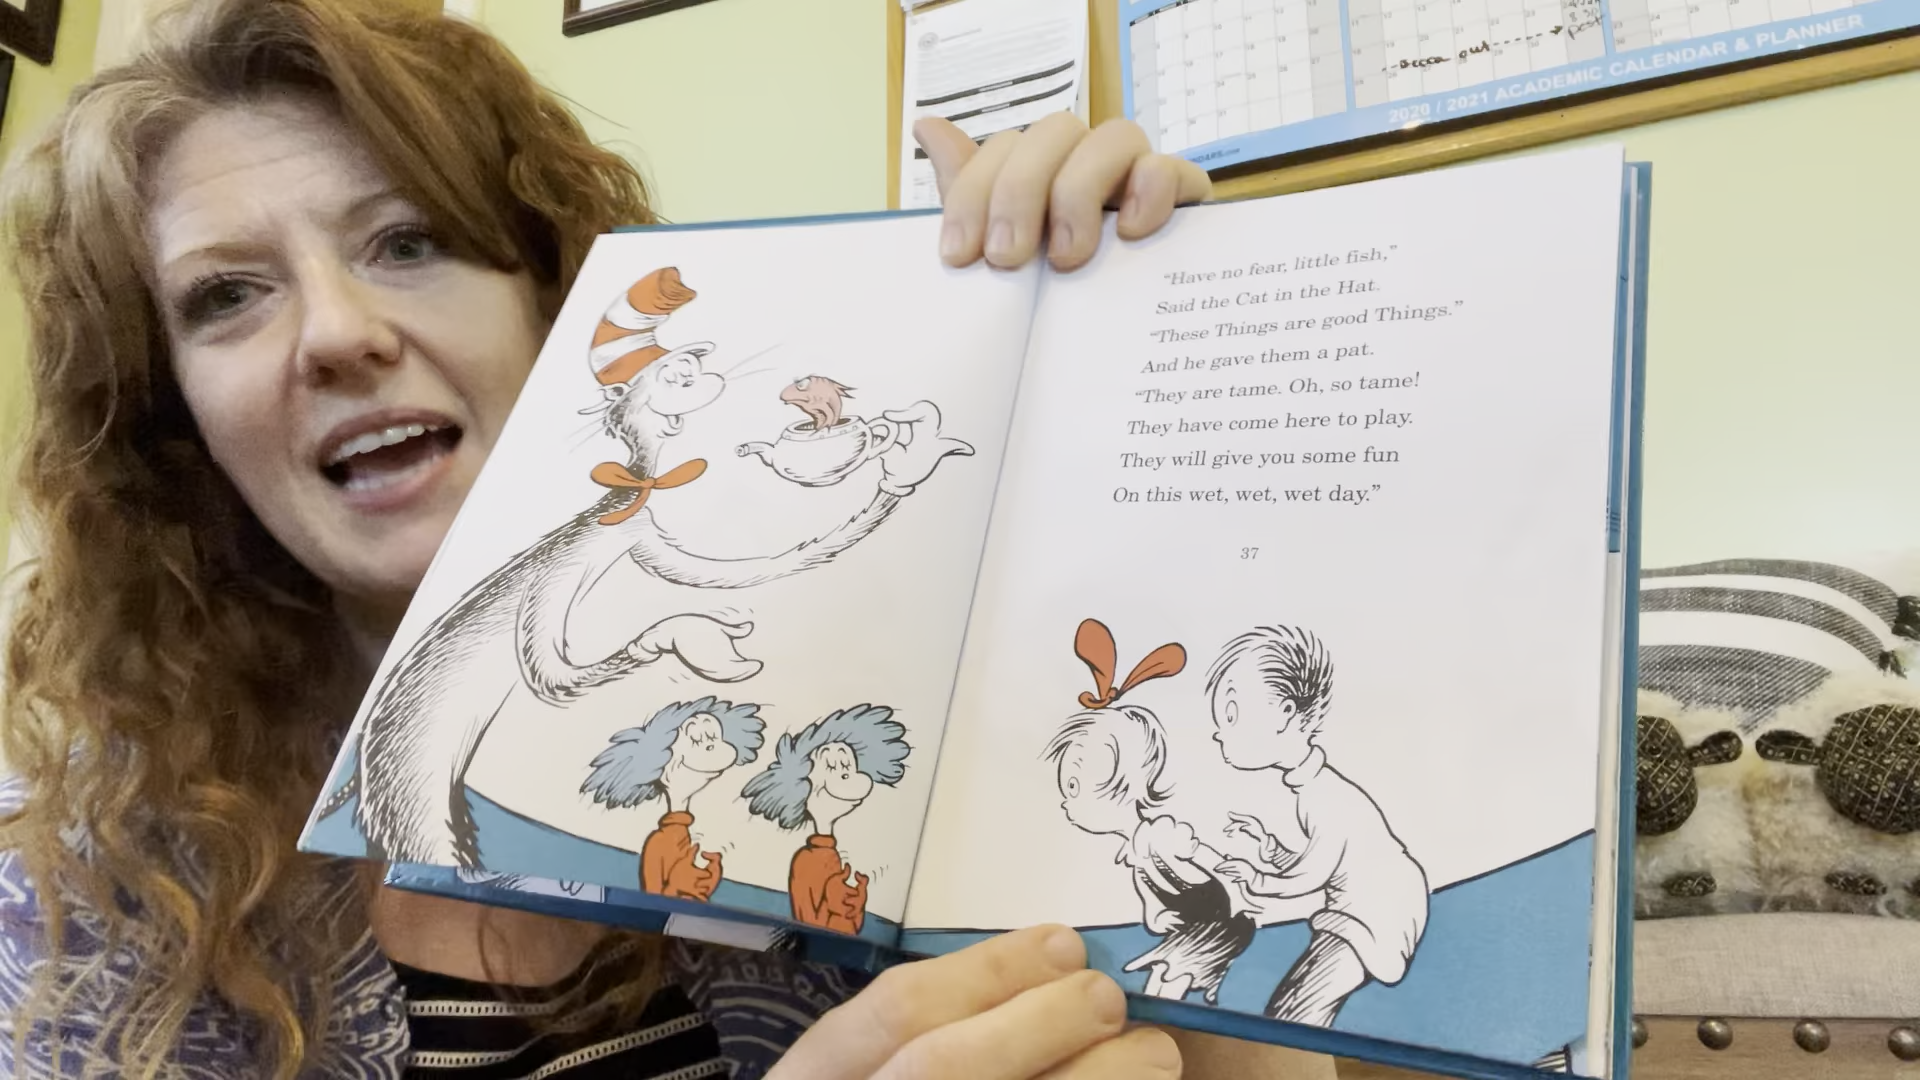 2020 / 2021 ACADEMIC CALENDAR & PLANNER
"Have no fear, little fish,"
Said the Cat in the Hat.
"These Things are good Things."
And he gave them a pat.
"They are tame. Oh, so tame!
They have come here to play.
They will give you some fun
On this wet, wet, wet day."
37